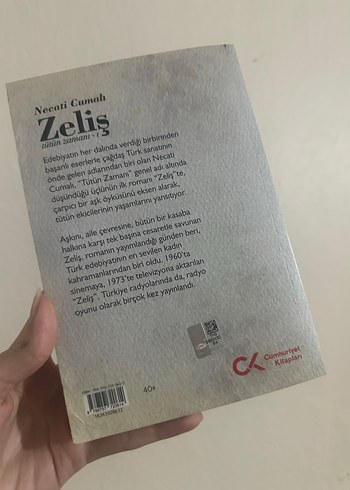 Necati Cumalı
Zeliş
tütün zamanı - 1
Edebiyatın her dalında verdiği birbirinden
başarılı eserlerle çağdaş Türk sanatının
önde gelen adlarından biri olan Necati
Cumalı, "Tütün Zamanı" genel adı altında
düşündüğü üçlünün ilk romanı "Zeliş"te,
çarpıcı bir aşk öyküsünü eksen alarak,
tütün ekicilerinin yaşamlarını yansıtıyor.
Aşkını, aile çevresine, bütün bir kasaba
halkına karşı tek başına cesaretle savunan
Zeliş, romanın yayınlandığı günden beri,
Türk edebiyatının en sevilen kadın
kahramanlarından biri oldu. 1960'ta
sinemaya, 1973'te televizyona aktarılan
"Zeliş", Türkiye radyolarında da, radyo
oyunu olarak birçok kez yayınlandı.
Cumhuriyet
Kitapları
40₺